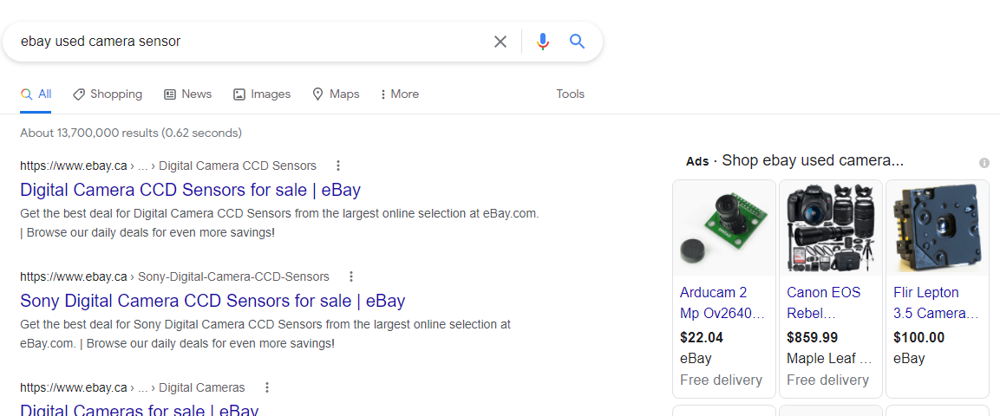 ebay used camera sensor
All Shopping News Images Maps More Tools
About 13,700,000 results (0.62 seconds)
https://www.ebay.ca › ... › Digital Camera CCD Sensors
Digital Camera CCD Sensors for sale | eBay
Get the best deal for Digital Camera CCD Sensors from the largest online selection at eBay.com.
| Browse our daily deals for even more savings!
https://www.ebay.ca › Sony-Digital-Camera-CCD-Sensors
Sony Digital Camera CCD Sensors for sale | eBay
Get the best deal for Sony Digital Camera CCD Sensors from the largest online selection at
eBay.com. | Browse our daily deals for even more savings!
https://www.ebay.ca › ... › Digital Cameras
Digital Cameras for sale | eBay
Ads · Shop ebay used camera...
Arducam 2
Mp Ov2640...
$22.04
eBay
Free delivery
Canon EOS
Rebel...
$859.99
Maple Leaf ...
Free delivery
Flir Lepton
3.5 Camera...
$100.00
eBay